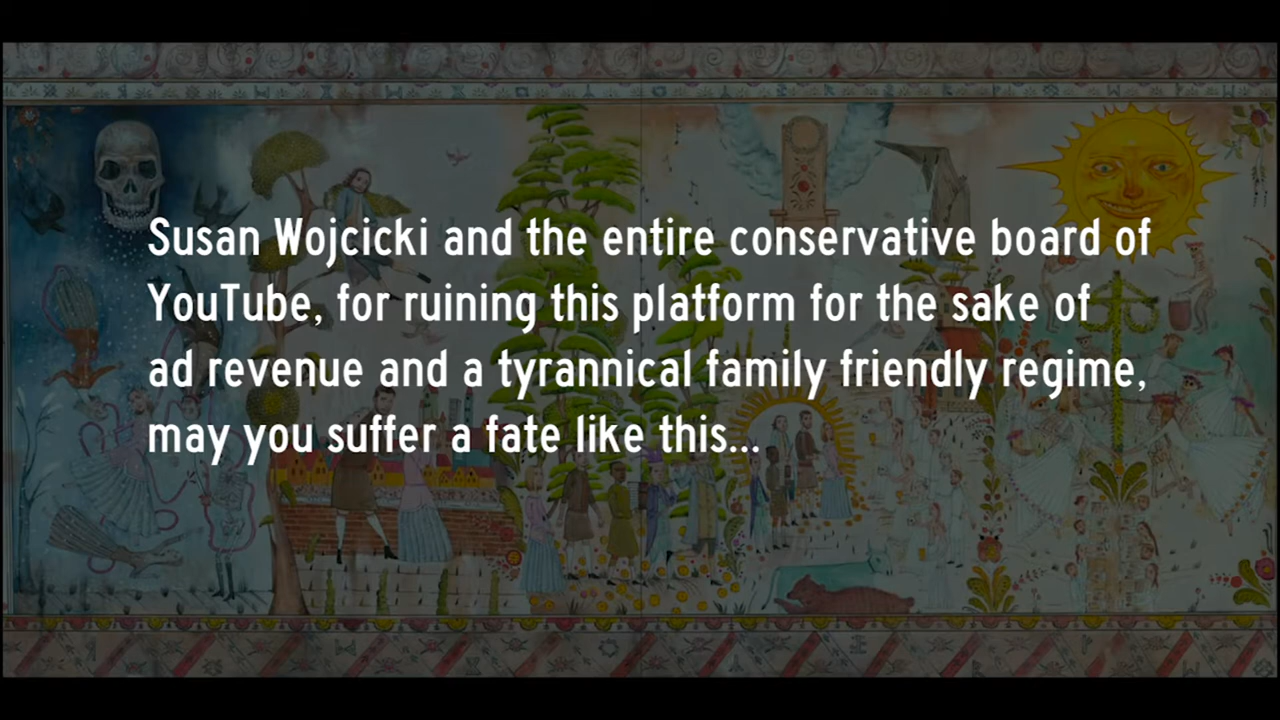 Susan Wojcicki and the entire conservative board of
YouTube, for ruining this platform for the sake of
ad revenue and a tyrannical family friendly regime,
may you suffer a fate like this...